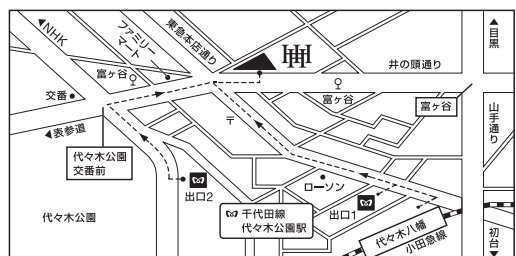 ◀NHK
ファミリー
マート
東急本店通り
▲目黒
井の頭通り
富ヶ谷
富ヶ谷
交番
富ヶ谷
山手通り
◀表参道
〒
代々木公園
交番前
ローソン
出口2
出口1
代々木公園
千代田線
代々木公園駅
代々木八幡
小田急線
初台▼